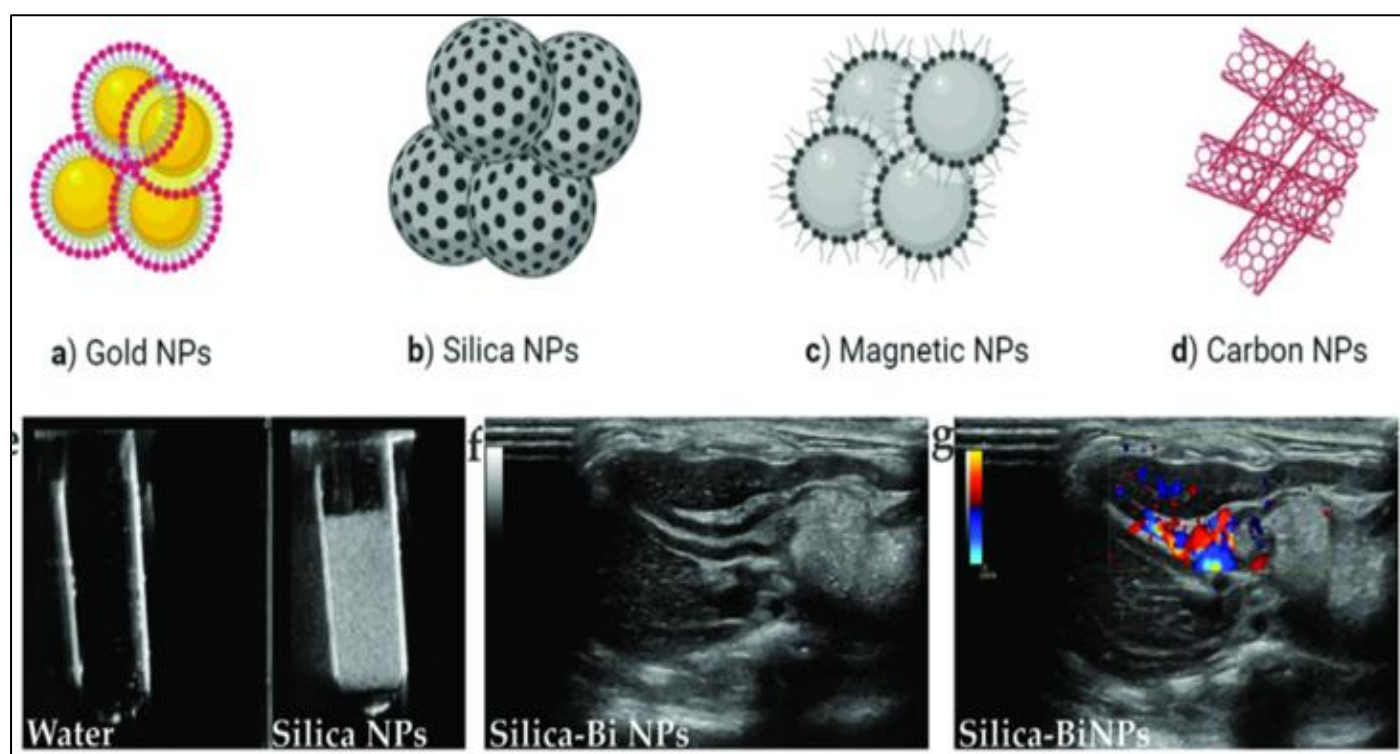 a) Gold NPs
b) Silica NPs
c) Magnetic NPs
d) Carbon NPs
e
Water
Silica NPs
f
Silica-Bi NPs
g
Silica-BiNPs